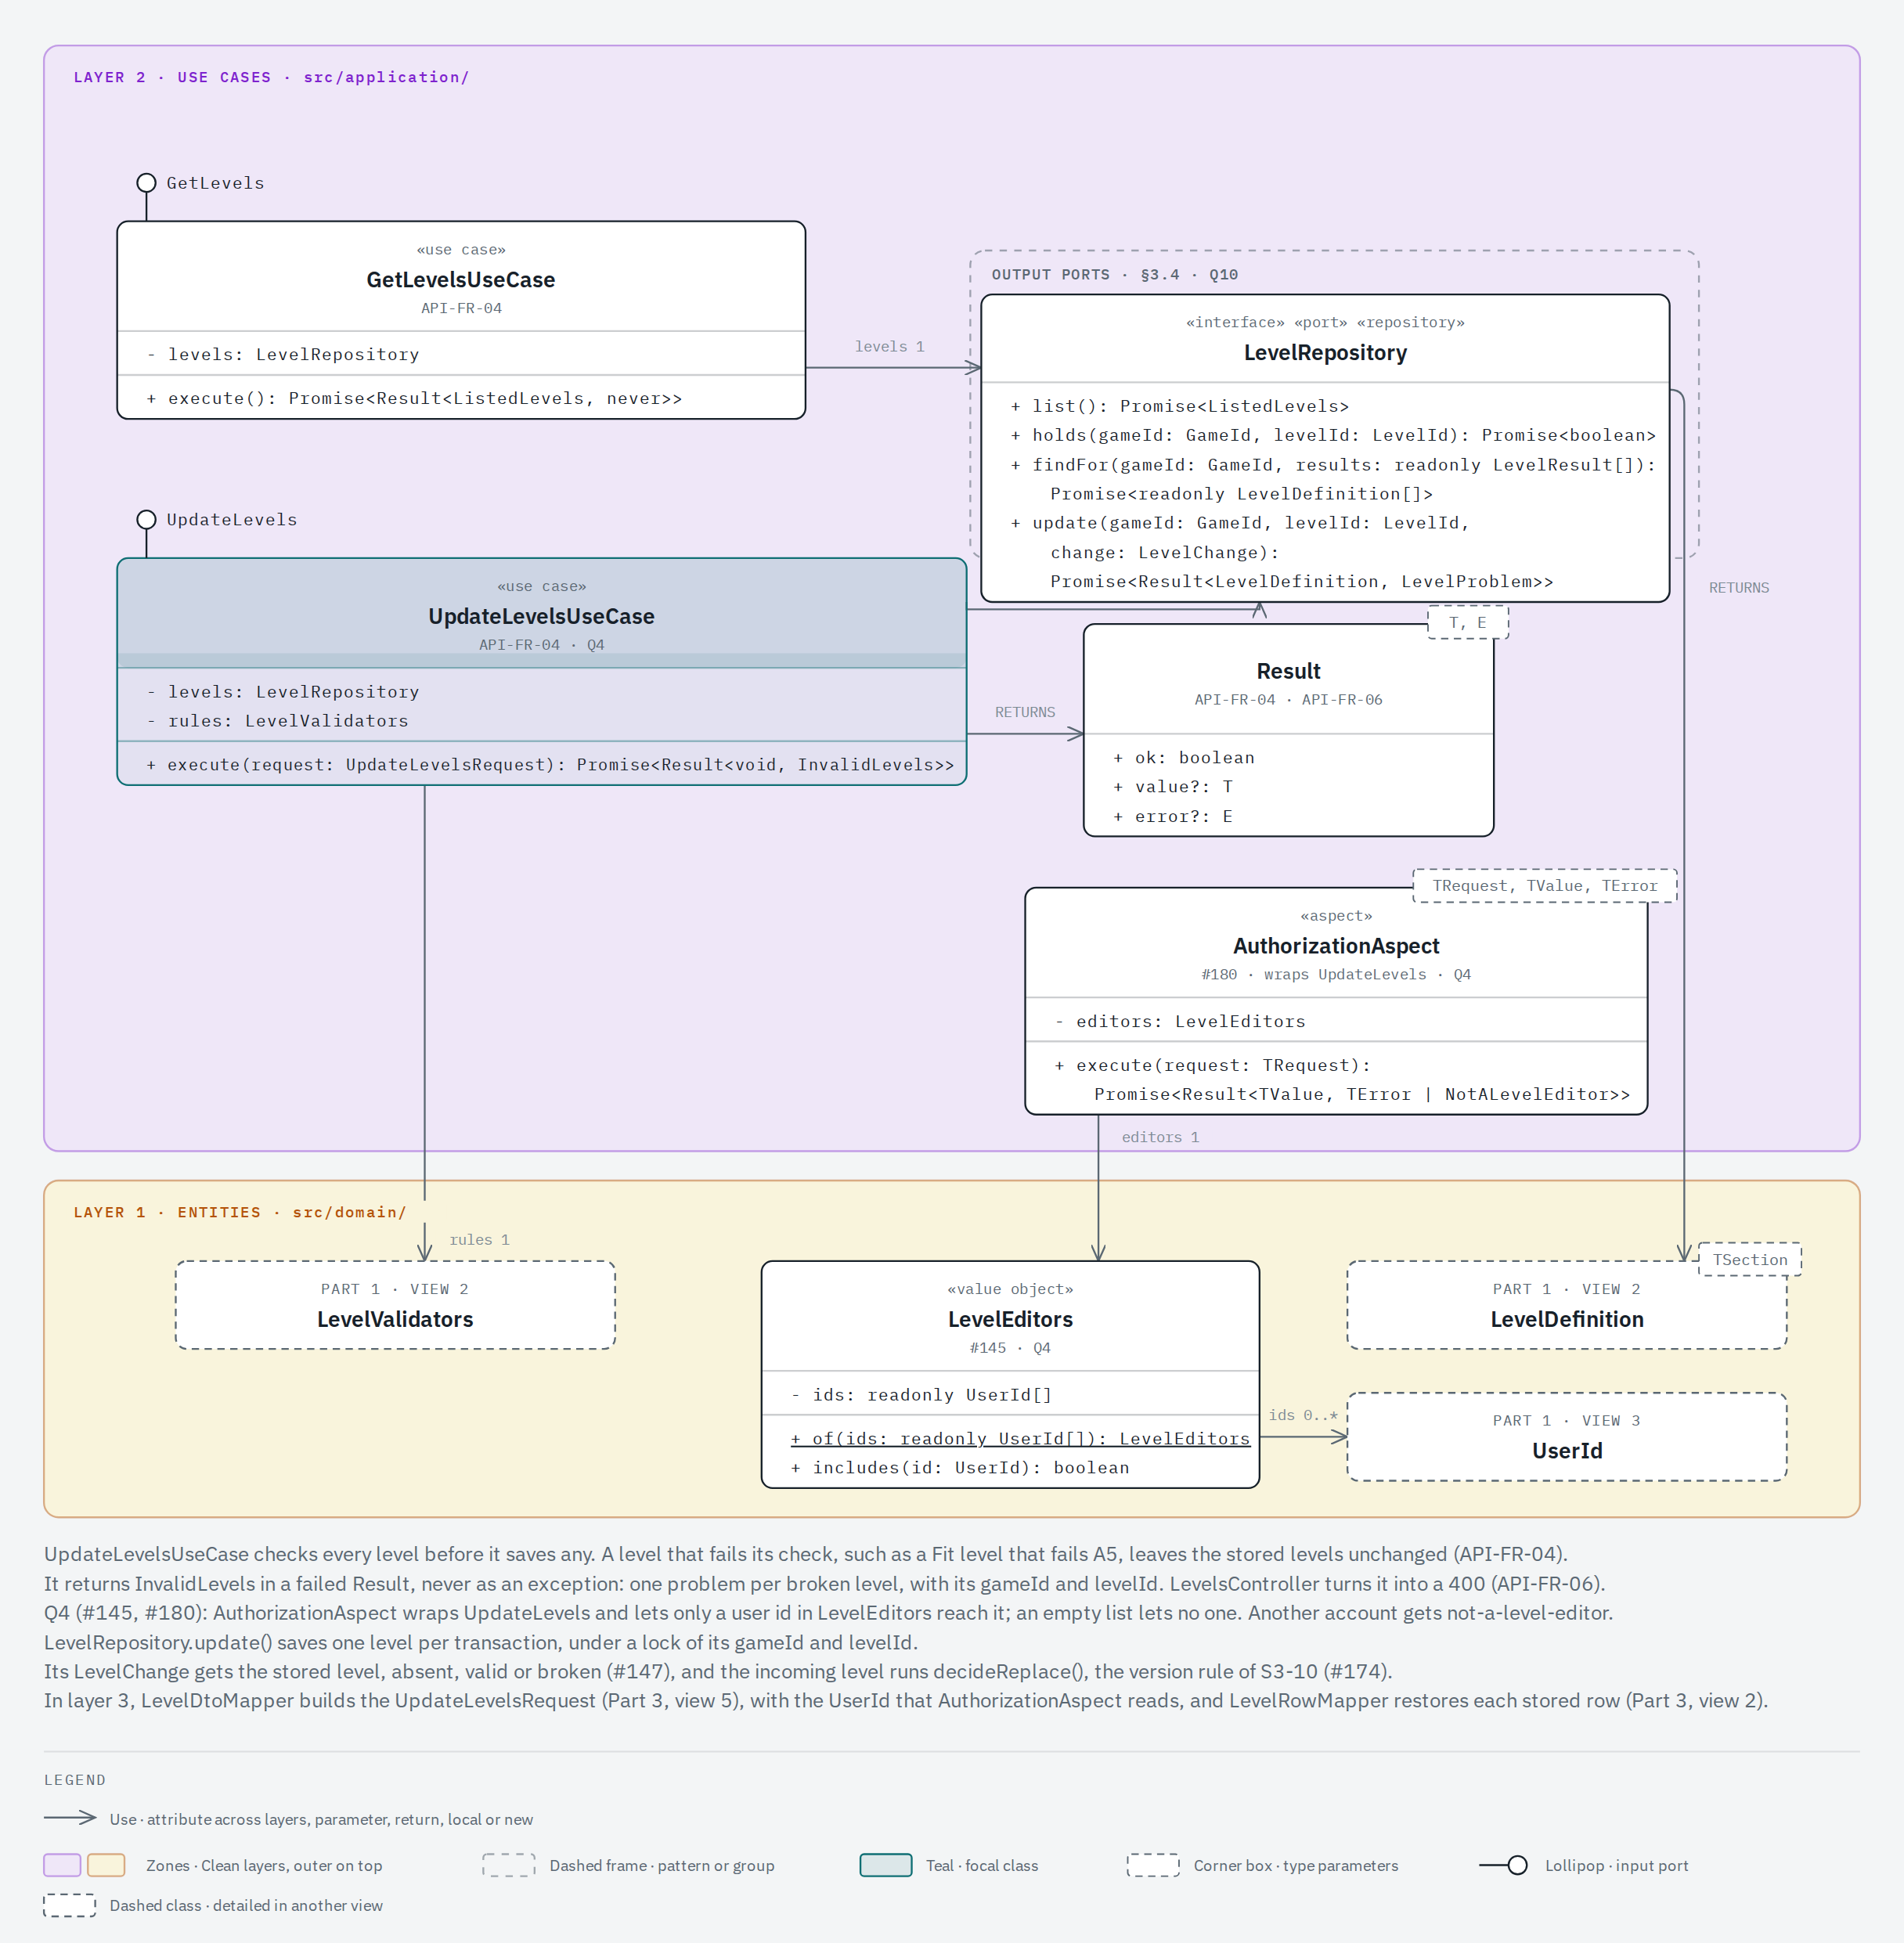 LAYER 2 · USE CASES · src/application/
GetLevels
«use case»
GetLevelsUseCase
API-FR-04
- levels: LevelRepository
+ execute(): Promise<Result<ListedLevels, never>>
levels 1
OUTPUT PORTS · §3.4 · Q10
«interface» «port» «repository»
LevelRepository
+ list(): Promise<ListedLevels>
+ holds(gameId: GameId, levelId: LevelId): Promise<boolean>
+ findFor(gameId: GameId, results: readonly LevelResult[]):
Promise<readonly LevelDefinition[]>
+ update(gameId: GameId, levelId: LevelId,
change: LevelChange):
Promise<Result<LevelDefinition, LevelProblem>>
RETURNS
UpdateLevels
«use case»
UpdateLevelsUseCase
API-FR-04 · Q4
- levels: LevelRepository
- rules: LevelValidators
+ execute(request: UpdateLevelsRequest): Promise<Result<void, InvalidLevels>>
RETURNS
T, E
Result
API-FR-04 · API-FR-06
+ ok: boolean
+ value?: T
+ error?: E
TRequest, TValue, TError
«aspect»
AuthorizationAspect
#180 · wraps UpdateLevels · Q4
- editors: LevelEditors
+ execute(request: TRequest):
Promise<Result<TValue, TError | NotALevelEditor>>
editors 1
LAYER 1 · ENTITIES · src/domain/
rules 1
PART 1 · VIEW 2
LevelValidators
«value object»
LevelEditors
#145 · Q4
- ids: readonly UserId[]
+ of(ids: readonly UserId[]): LevelEditors
+ includes(id: UserId): boolean
ids 0..*
TSection
PART 1 · VIEW 2
LevelDefinition
PART 1 · VIEW 3
UserId
UpdateLevelsUseCase checks every level before it saves any. A level that fails its check, such as a Fit level that fails A5, leaves the stored levels unchanged (API-FR-04).
It returns InvalidLevels in a failed Result, never as an exception: one problem per broken level, with its gameId and levelId. LevelsController turns it into a 400 (API-FR-06).
Q4 (#145, #180): AuthorizationAspect wraps UpdateLevels and lets only a user id in LevelEditors reach it; an empty list lets no one. Another account gets not-a-level-editor.
LevelRepository.update() saves one level per transaction, under a lock of its gameId and levelId.
Its LevelChange gets the stored level, absent, valid or broken (#147), and the incoming level runs decideReplace(), the version rule of S3-10 (#174).
In layer 3, LevelDtoMapper builds the UpdateLevelsRequest (Part 3, view 5), with the UserId that AuthorizationAspect reads, and LevelRowMapper restores each stored row (Part 3, view 2).
LEGEND
Use · attribute across layers, parameter, return, local or new
Zones · Clean layers, outer on top
Dashed frame · pattern or group
Teal · focal class
Corner box · type parameters
Lollipop · input port
Dashed class · detailed in another view